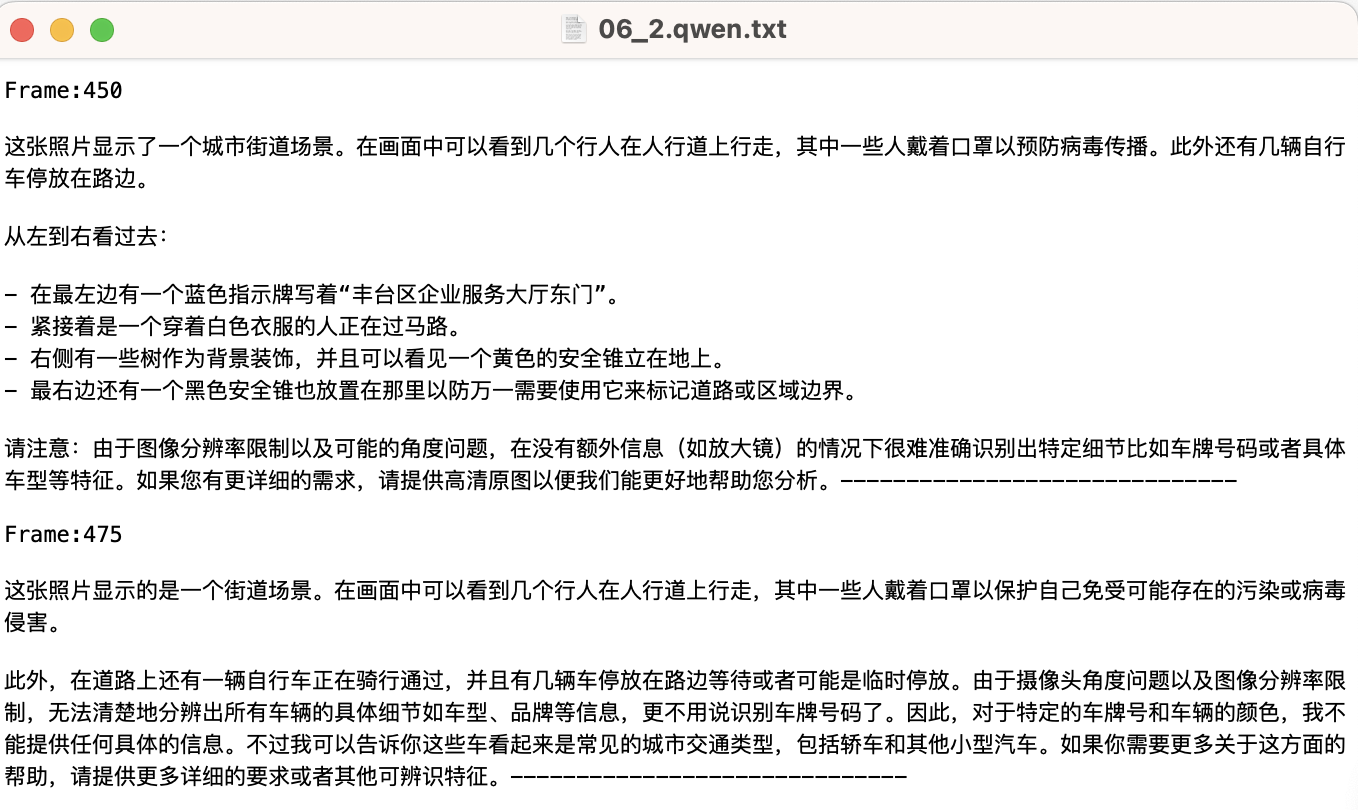 06_2.qwen.txt
Frame:450
这张照片显示了一个城市街道场景。在画面中可以看到几个行人在人行道上行走，其中一些人戴着口罩以预防病毒传播。此外还有几辆自行
车停放在路边。
从左到右看过去：
- 在最左边有一个蓝色指示牌写着“丰台区企业服务大厅东门”。
- 紧接着是一个穿着白色衣服的人正在过马路。
- 右侧有一些树作为背景装饰，并且可以看见一个黄色的安全锥立在地上。
- 最右边还有一个黑色安全锥也放置在那里以防万一需要使用它来标记道路或区域边界。
请注意：由于图像分辨率限制以及可能的角度问题，在没有额外信息（如放大镜）的情况下很难准确识别出特定细节比如车牌号码或者具体
车型等特征。如果您有更详细的需求，请提供高清原图以便我们能更好地帮助您分析。------------------------------
Frame:475
这张照片显示的是一个街道场景。在画面中可以看到几个行人在人行道上行走，其中一些人戴着口罩以保护自己免受可能存在的污染或病毒
侵害。
此外，在道路上还有一辆自行车正在骑行通过，并且有几辆车停放在路边等待或者可能是临时停放。由于摄像头角度问题以及图像分辨率限
制，无法清楚地分辨出所有车辆的具体细节如车型、品牌等信息，更不用说识别车牌号码了。因此，对于特定的车牌号和车辆的颜色，我不
能提供任何具体的信息。不过我可以告诉你这些车看起来是常见的城市交通类型，包括轿车和其他小型汽车。如果你需要更多关于这方面的
帮助，请提供更多详细的要求或者其他可辨识特征。------------------------------